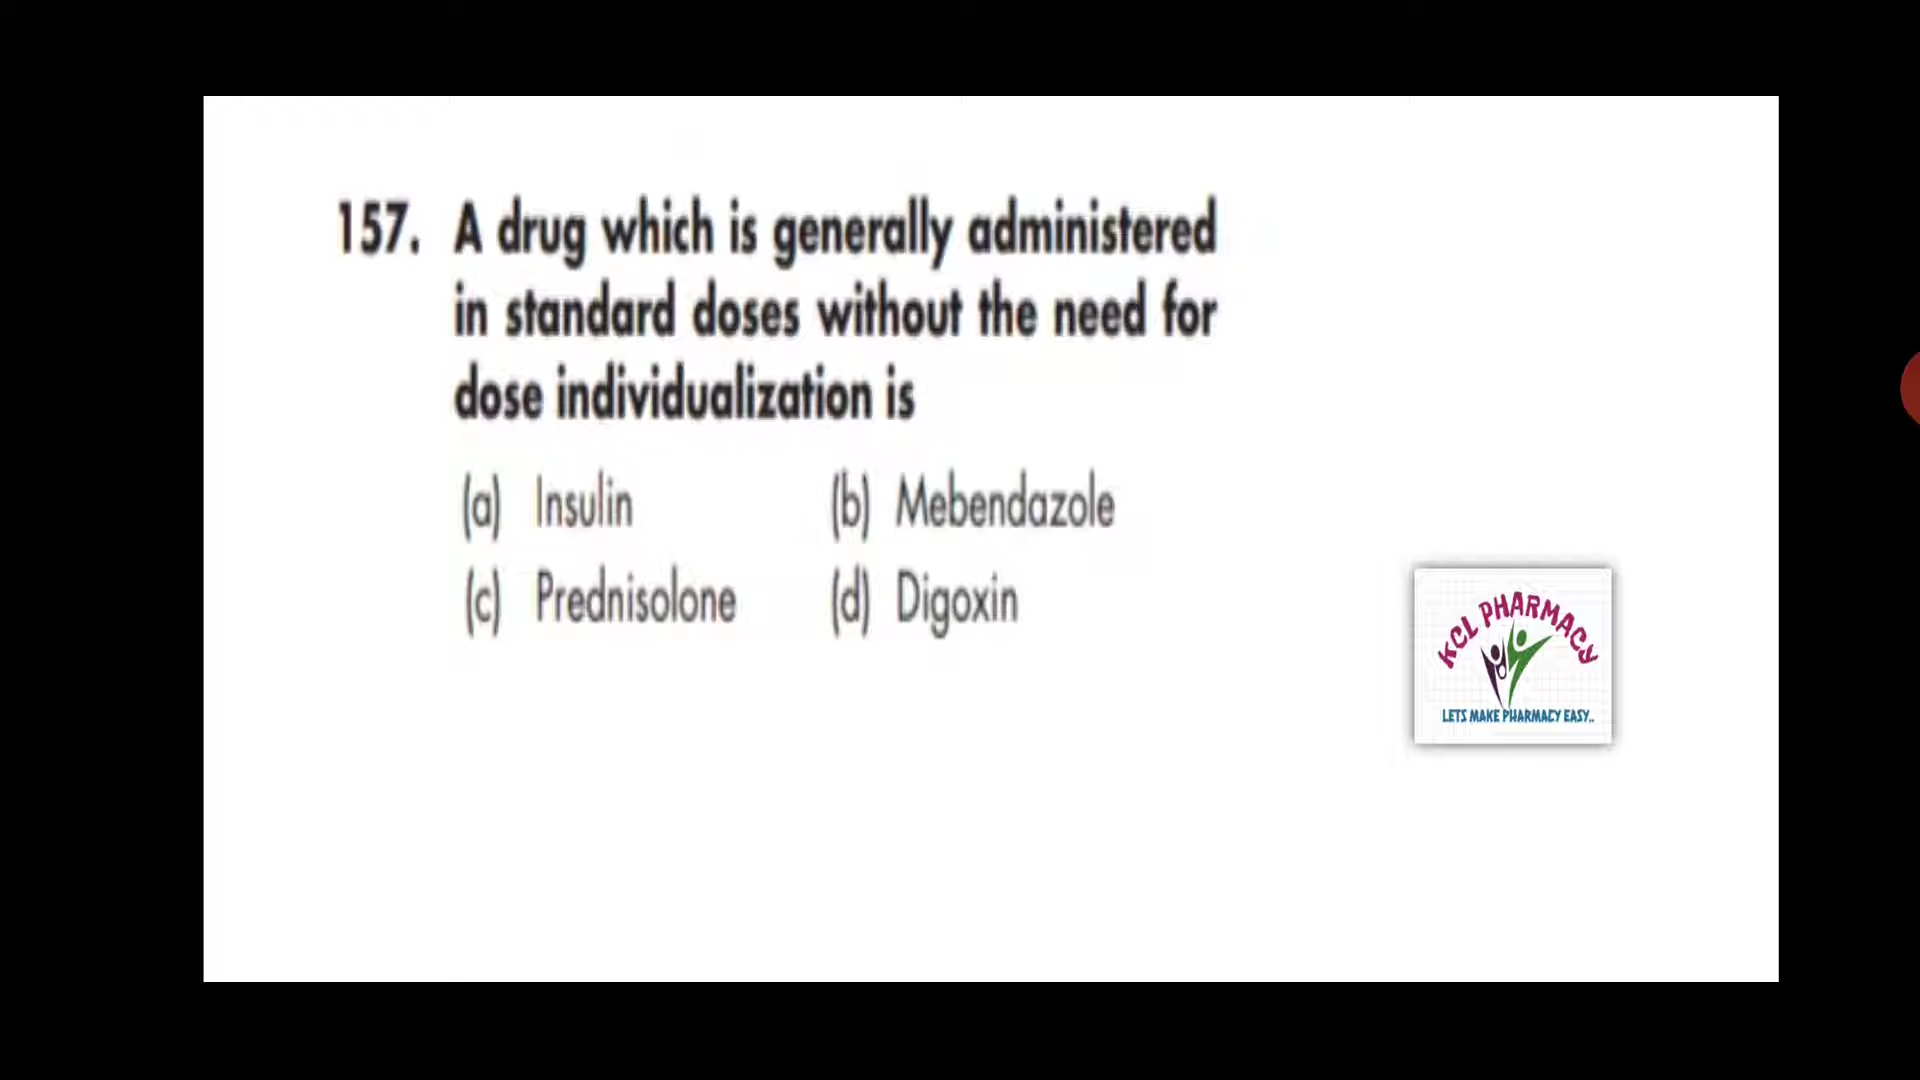 157. A drug which is generally administered
in standard doses without the need for
dose individualization is
(a) Insulin (b) Mebendazole
(c) Prednisolone (d) Digoxin
KCL PHARMACY
LETS MAKE PHARMACY EASY..